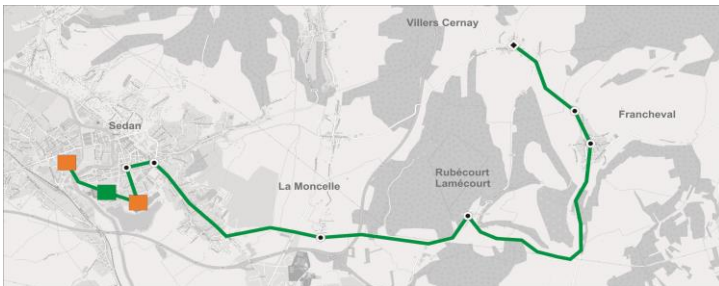 Villers Cernay
Francheval
Sedan
Rubécourt
Lamécourt
La Moncelle